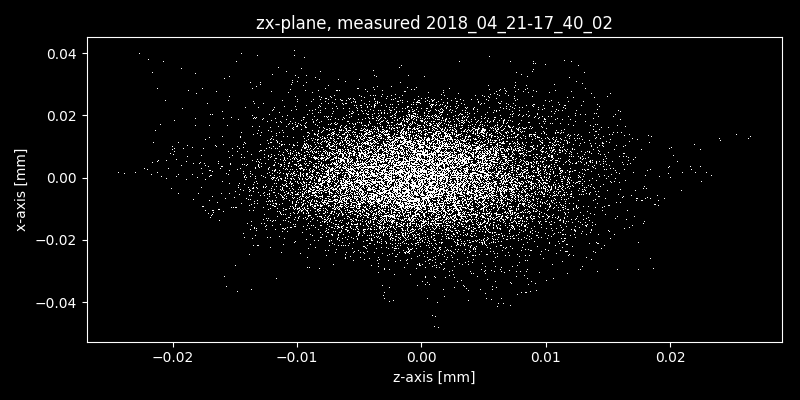 zx-plane, measured 2018_04_21-17_40_02
0.04
0.02
0.00
−0.02
−0.04
x-axis [mm]
−0.02 −0.01 0.00 0.01 0.02
z-axis [mm]